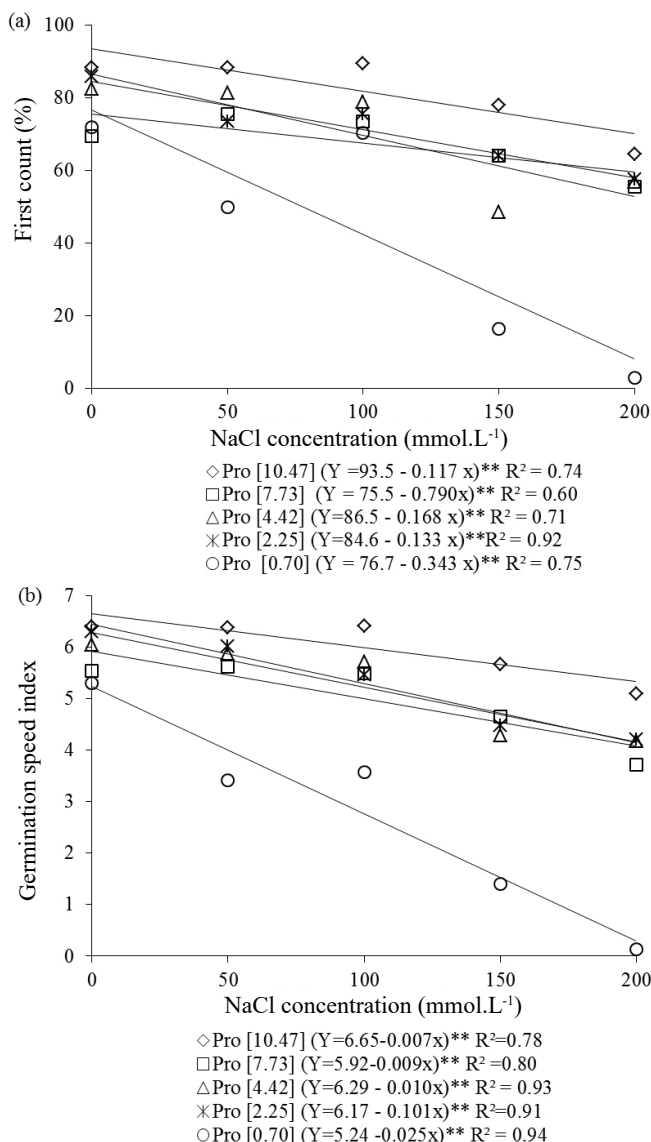 (a)
100
80
60
40
20
0
First count (%)
0 50 100 150 200
NaCl concentration (mmol.L⁻¹)
◇ Pro [10.47] (Y =93.5 - 0.117 x)** R² = 0.74
□ Pro [7.73] (Y = 75.5 - 0.790x)** R² = 0.60
△ Pro [4.42] (Y=86.5 - 0.168 x)** R² = 0.71
Pro [2.25] (Y=84.6 - 0.133 x)**R² = 0.92
○ Pro [0.70] (Y = 76.7 - 0.343 x)** R² = 0.75
(b)
7
6
5
4
3
2
1
0
Germination speed index
0 50 100 150 200
NaCl concentration (mmol.L⁻¹)
◇ Pro [10.47] (Y=6.65-0.007x)** R²=0.78
□ Pro [7.73] (Y=5.92-0.009x)** R² =0.80
△ Pro [4.42] (Y=6.29 - 0.010x)** R² = 0.93
Pro [2.25] (Y=6.17 - 0.101x)** R²=0.91
○ Pro [0.70] (Y=5.24 -0.025x)** R² = 0.94